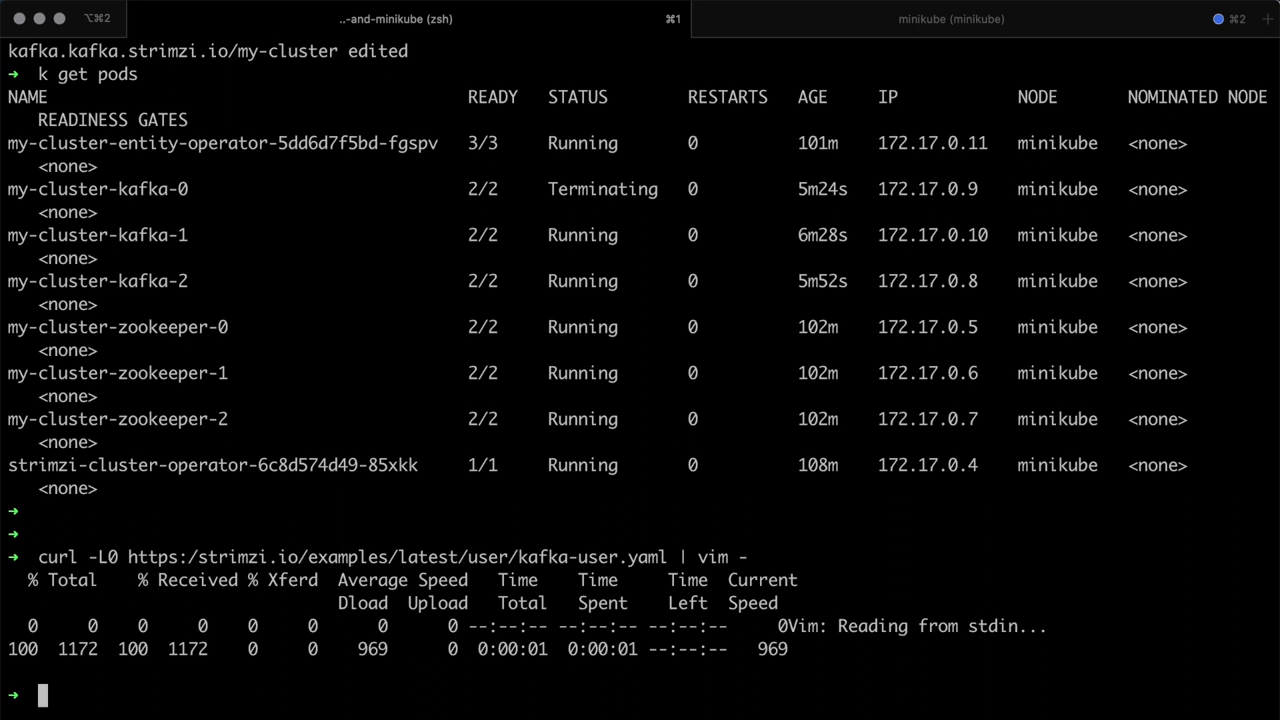 ⌥⌘2 ..-and-minikube (zsh) ⌘1 minikube (minikube) ⌘2 +
kafka.kafka.strimzi.io/my-cluster edited
➜ k get pods
NAME READY STATUS RESTARTS AGE IP NODE NOMINATED NODE
READINESS GATES
my-cluster-entity-operator-5dd6d7f5bd-fgspv 3/3 Running 0 101m 172.17.0.11 minikube <none>
<none>
my-cluster-kafka-0 2/2 Terminating 0 5m24s 172.17.0.9 minikube <none>
<none>
my-cluster-kafka-1 2/2 Running 0 6m28s 172.17.0.10 minikube <none>
<none>
my-cluster-kafka-2 2/2 Running 0 5m52s 172.17.0.8 minikube <none>
<none>
my-cluster-zookeeper-0 2/2 Running 0 102m 172.17.0.5 minikube <none>
<none>
my-cluster-zookeeper-1 2/2 Running 0 102m 172.17.0.6 minikube <none>
<none>
my-cluster-zookeeper-2 2/2 Running 0 102m 172.17.0.7 minikube <none>
<none>
strimzi-cluster-operator-6c8d574d49-85xkk 1/1 Running 0 108m 172.17.0.4 minikube <none>
<none>
➜
➜
➜ curl -L0 https:/strimzi.io/examples/latest/user/kafka-user.yaml | vim -
% Total % Received % Xferd Average Speed Time Time Time Current
Dload Upload Total Spent Left Speed
0 0 0 0 0 0 0 0 --:--:-- --:--:-- --:--:-- 0Vim: Reading from stdin...
100 1172 100 1172 0 0 969 0 0:00:01 0:00:01 --:--:-- 969
➜